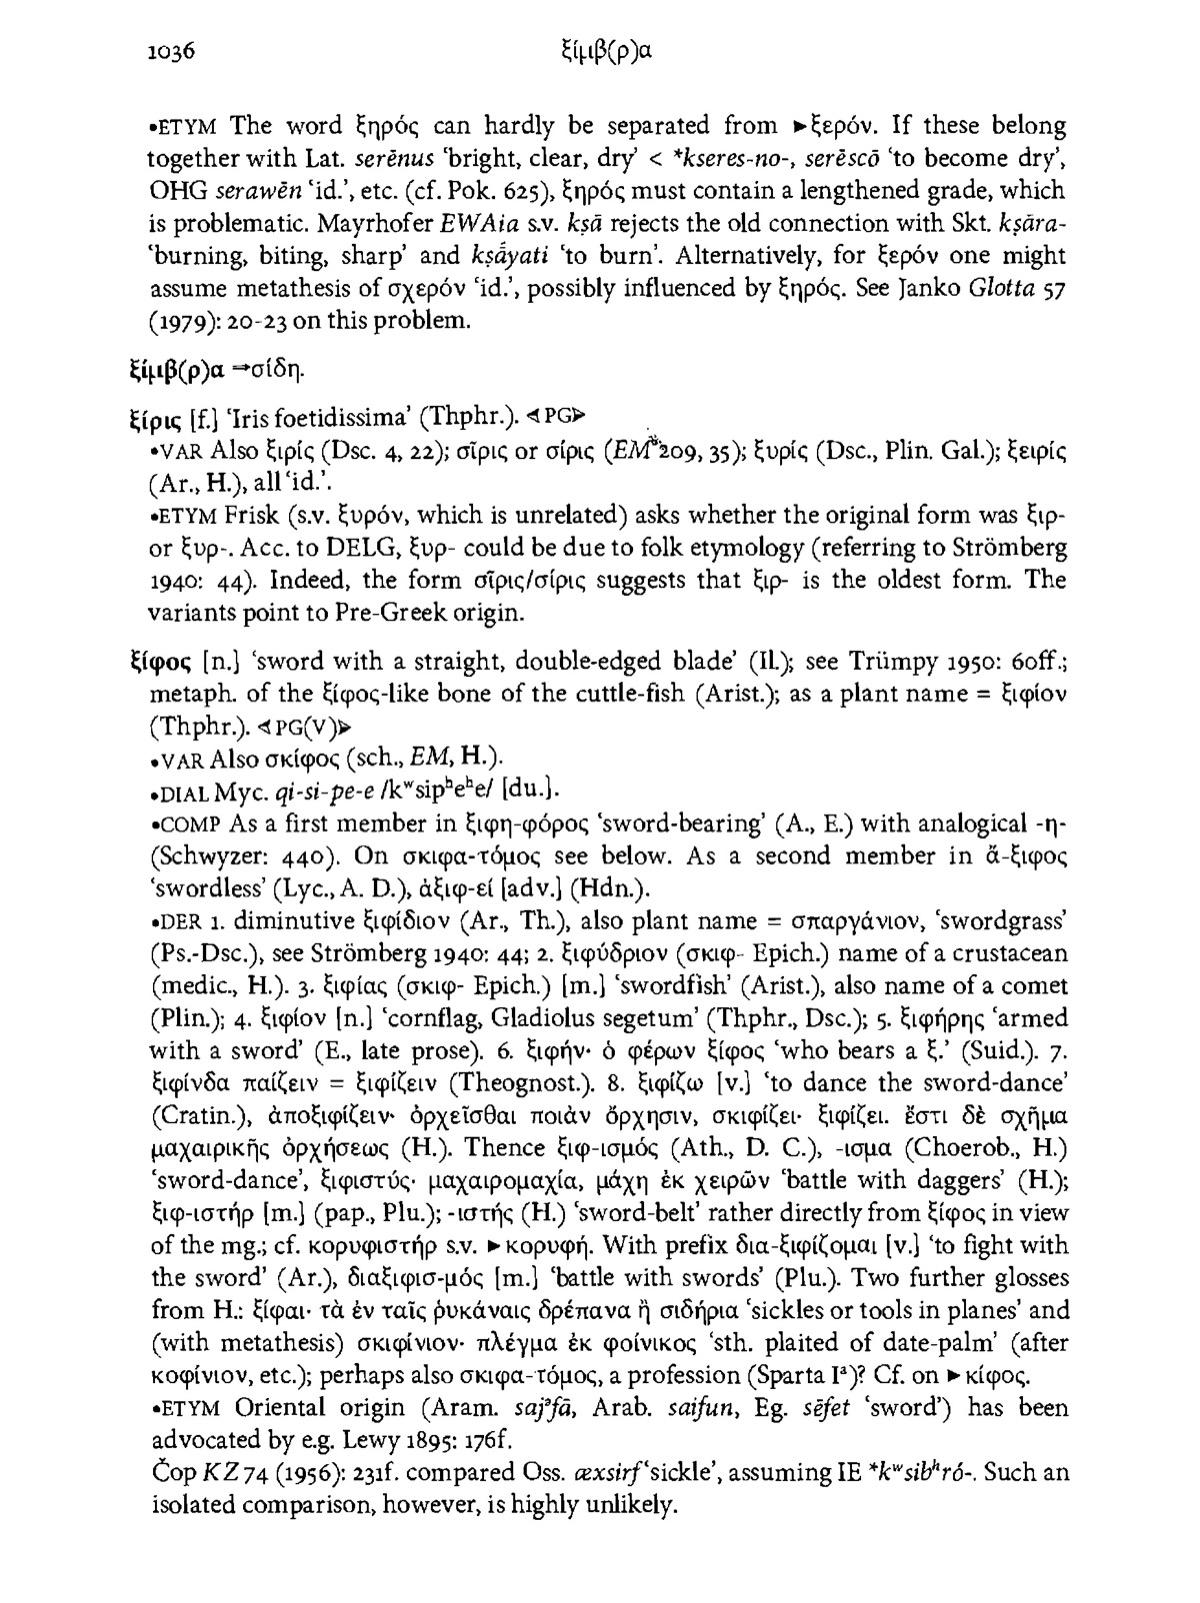 1036
ξίμβ(ρ)α
•ETYM The word ξηρός can hardly be separated from ►ξερόν. If these belong
together with Lat. serēnus 'bright, clear, dry' < *kseres-no-, serēscō 'to become dry',
OHG serawēn 'id.', etc. (cf. Pok. 625), ξηρός must contain a lengthened grade, which
is problematic. Mayrhofer EWAia s.v. kṣā rejects the old connection with Skt. kṣāra-
'burning, biting, sharp' and kṣā́yati 'to burn'. Alternatively, for ξερόν one might
assume metathesis of σχερόν 'id.', possibly influenced by ξηρός. See Janko Glotta 57
(1979): 20-23 on this problem.
ξίμβ(ρ)α ⇒σίδη.
ξίρις [f.] 'Iris foetidissima' (Thphr.). ◄PG►
•VAR Also ξιρίς (Dsc. 4, 22); σῖρις or σίρις (EM 209, 35); ξυρίς (Dsc., Plin. Gal.); ξειρίς
(Ar., H.), all 'id.'.
•ETYM Frisk (s.v. ξυρόν, which is unrelated) asks whether the original form was ξιρ-
or ξυρ-. Acc. to DELG, ξυρ- could be due to folk etymology (referring to Strömberg
1940: 44). Indeed, the form σῖρις/σίρις suggests that ξιρ- is the oldest form. The
variants point to Pre-Greek origin.
ξίφος [n.] 'sword with a straight, double-edged blade' (Il.); see Trümpy 1950: 60ff.;
metaph. of the ξίφος-like bone of the cuttle-fish (Arist.); as a plant name = ξιφίον
(Thphr.). ◄PG(V)►
•VAR Also σκίφος (sch., EM, H.).
•DIAL Myc. qi-si-pe-e /kʷsipʰeʰe/ [du.].
•COMP As a first member in ξιφη-φόρος 'sword-bearing' (A., E.) with analogical -η-
(Schwyzer: 440). On σκιφα-τόμος see below. As a second member in ἄ-ξιφος
'swordless' (Lyc., A. D.), ἀξιφ-εί [adv.] (Hdn.).
•DER 1. diminutive ξιφίδιον (Ar., Th.), also plant name = σπαργάνιον, 'swordgrass'
(Ps.-Dsc.), see Strömberg 1940: 44; 2. ξιφύδριον (σκιφ- Epich.) name of a crustacean
(medic., H.). 3. ξιφίας (σκιφ- Epich.) [m.] 'swordfish' (Arist.), also name of a comet
(Plin.); 4. ξιφίον [n.] 'cornflag, Gladiolus segetum' (Thphr., Dsc.); 5. ξιφήρης 'armed
with a sword' (E., late prose). 6. ξιφήν· ὁ φέρων ξίφος 'who bears a ξ.' (Suid.). 7.
ξιφίνδα παίζειν = ξιφίζειν (Theognost.). 8. ξιφίζω [v.] 'to dance the sword-dance'
(Cratin.), ἀποξιφίζειν· ὀρχεῖσθαι ποιὰν ὄρχησιν, σκιφίζει· ξιφίζει. ἔστι δὲ σχῆμα
μαχαιρικῆς ὀρχήσεως (H.). Thence ξιφ-ισμός (Ath., D. C.), -ισμα (Choerob., H.)
'sword-dance', ξιφιστύς· μαχαιρομαχία, μάχη ἐκ χειρῶν 'battle with daggers' (H.);
ξιφ-ιστήρ [m.] (pap., Plu.); -ιστής (H.) 'sword-belt' rather directly from ξίφος in view
of the mg.; cf. κορυφιστήρ s.v. ►κορυφή. With prefix δια-ξιφίζομαι [v.] 'to fight with
the sword' (Ar.), διαξιφισ-μός [m.] 'battle with swords' (Plu.). Two further glosses
from H.: ξίφαι· τὰ ἐν ταῖς ῥυκάναις δρέπανα ἢ σιδήρια 'sickles or tools in planes' and
(with metathesis) σκιφίνιον· πλέγμα ἐκ φοίνικος 'sth. plaited of date-palm' (after
κοφίνιον, etc.); perhaps also σκιφα-τόμος, a profession (Sparta Iª)? Cf. on ►κίφος.
•ETYM Oriental origin (Aram. sajᵊfā, Arab. saifun, Eg. sēfet 'sword') has been
advocated by e.g. Lewy 1895: 176f.
Čop KZ 74 (1956): 231f. compared Oss. æxsirf 'sickle', assuming IE *kʷsibʰró-. Such an
isolated comparison, however, is highly unlikely.